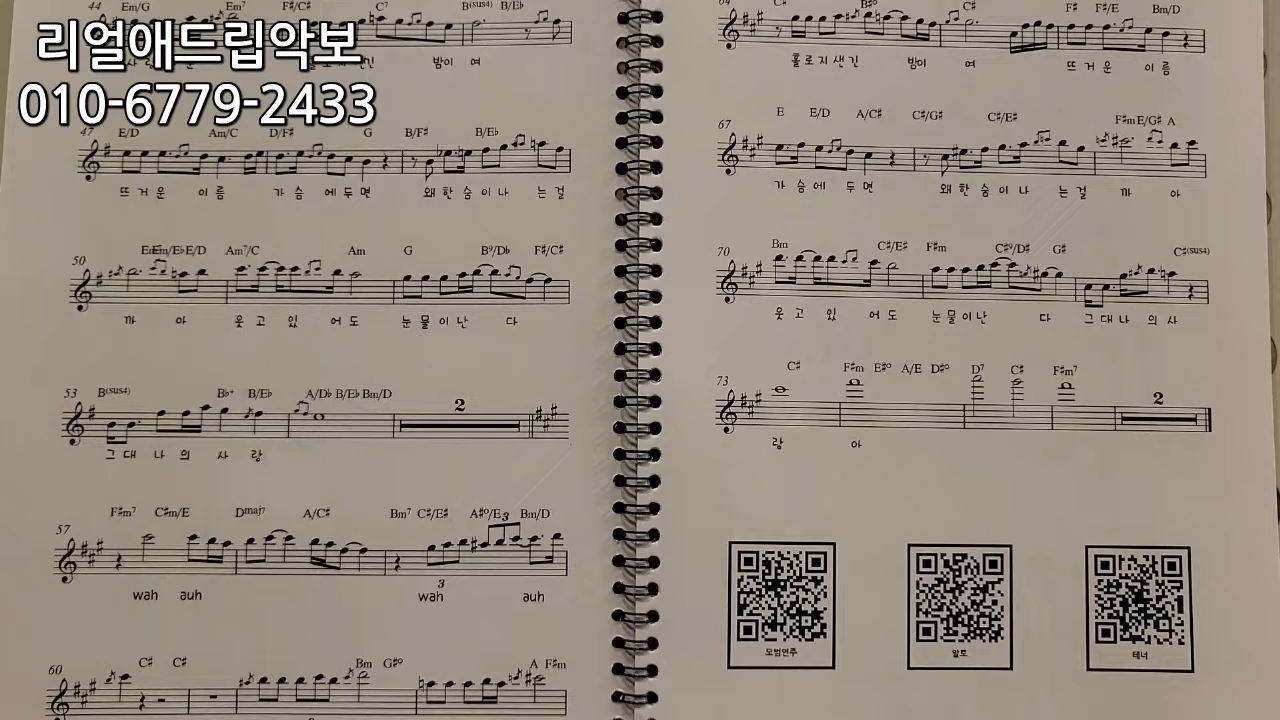 리얼애드립악보
010-6779-2433
44 Em/G Em7 F♯/C♯ C7 B(sus4) B/E♭
밤이 여
47 E/D Am/C D/F♯ G B/F♯ B/E♭
뜨 거 운 이 름 가 슴 에 두 면 왜 한 숨 이 나 는 걸
50 E/D Am7/C Am G B9/D♭ F♯/C♯
까 아 웃 고 있 어 도 눈 물 이 난 다
53 B(sus4) B♭+ B/E♭ A/D♭ B/E♭ Bm/D
2
그 대 나 의 사 랑
57 F♯m7 C♯m/E Dmaj7 A/C♯ Bm7 C♯/E♯ A♯o/E Bm/D
3
3
wah auh wah auh
60 C♯ C♯ Bm G♯o A F♯m
64 C♯ B♯o C♯ F♯ F♯/E Bm/D
홀로지샌긴 밤이 여 뜨 거 운 이 름
67 E E/D A/C♯ C♯/G♯ C♯/E♯ F♯m E/G♯ A
가 슴 에 두 면 왜 한 숨 이 나 는 걸 까 아
70 Bm C♯/E♯ F♯m C♯9/D♯ G♯ C♯(sus4)
웃 고 있 어 도 눈 물 이 난 다 그 대 나 의 사
73 C♯ F♯m E♯o A/E D♯o D7 C♯ F♯m7
2
랑 아
모범연주 알토 테너